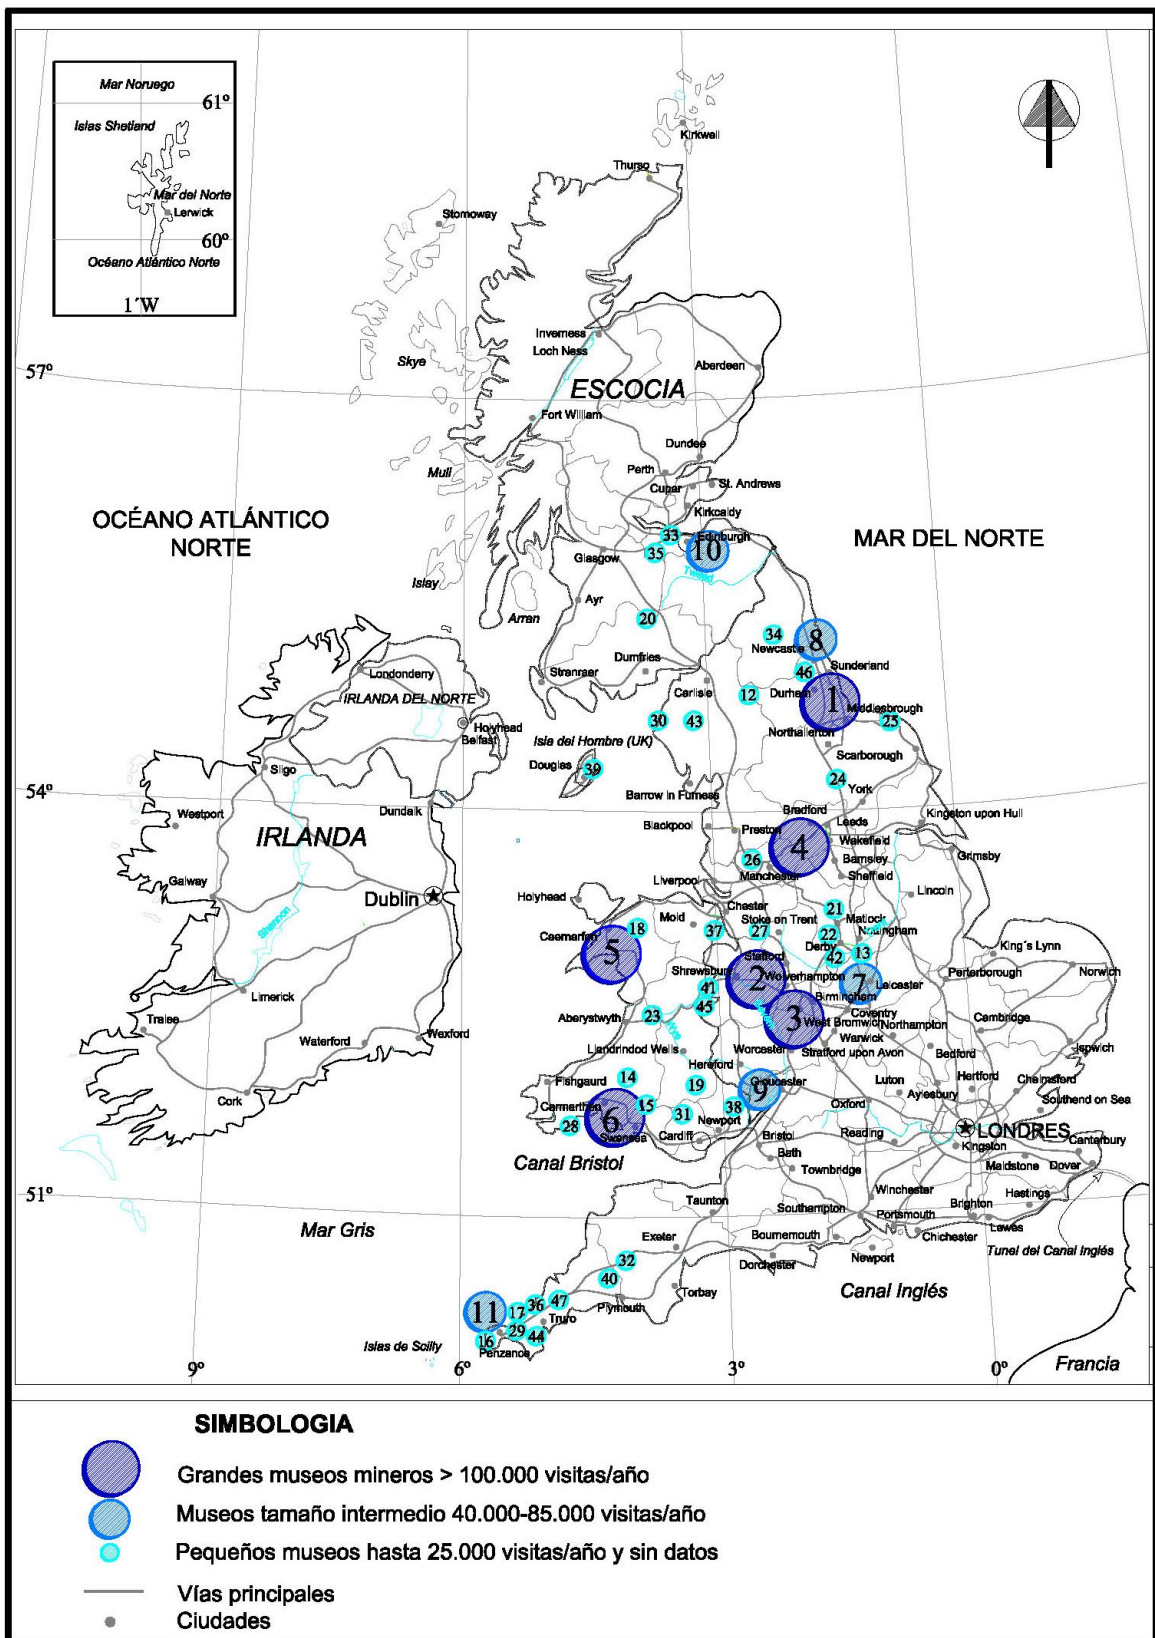 Mar Noruego
61º
Islas Shetland
Mar del Norte
Lerwick
60º
Océano Atlántico Norte
1´W
Kirkwell
Thurso
Stornoway
Inverness
Loch Ness
Skye
Aberdeen
57º
ESCOCIA
Fort William
Dundee
Mull
Perth
St. Andrews
Cupar
Kirkcaldy
OCÉANO ATLÁNTICO
NORTE
MAR DEL NORTE
33
Edinburgh
10
35
Glasgow
Tweed
Islay
Arran
Ayr
20
34
8
Newcastle
Dumfries
Sunderland
46
Londonderry
Stranraer
Carlisle
12
Durham
1
IRLANDA DEL NORTE
Middlesbrough
Holyhead
30
43
25
Belfast
Isla del Hombre (UK)
Northallerton
Scarborough
Douglas
39
Sligo
24
York
54º
Barrow in Furness
Dundalk
Westport
Bradford
Kingston upon Hull
Blackpool
Preston
Leeds
IRLANDA
4
Wakefield
26
Barnsley
Grimsby
Manchester
Sheffield
Galway
Liverpool
Lincoln
Dublin
Holyhead
Chester
21
Mold
Stoke on Trent
Matlock
Shannon
Caernarfon
18
37
27
22
Nottingham
Derby
King´s Lynn
5
42
13
Stafford
Shrewsbury
2
Wolverhampton
7
Perterborough
Norwich
Limerick
41
Leicester
45
Birmingham
Aberystwyth
23
3
Coventry
Tralee
Wye
West Bromwich
Northampton
Cambridge
Waterford
Wexford
Warwick
Llandrindod Wells
Worcester
Stratford upon Avon
Bedford
Ipswich
Hereford
Fishgaurd
14
19
9
Gloucester
Luton
Hertford
Chelmsford
Cork
Carmarthen
15
38
Oxford
Aylesbury
Southend on Sea
6
31
28
Newport
LONDRES
Swansea
Cardiff
Bristol
Reading
Kingston
Canterbury
Canal Bristol
Bath
Maidstone
Dover
Townbridge
51º
Winchester
Hastings
Taunton
Southampton
Portsmouth
Brighton
Mar Gris
Lewes
Exeter
Bournemouth
Chichester
32
Newport
Tunel del Canal Inglés
Dorchester
40
Torbay
Canal Inglés
Plymouth
11
17
36
47
Truro
29
44
16
Islas de Scilly
Penzance
9º
6º
3º
0º
Francia
SIMBOLOGIA
Grandes museos mineros > 100.000 visitas/año
Museos tamaño intermedio 40.000-85.000 visitas/año
Pequeños museos hasta 25.000 visitas/año y sin datos
Vías principales
Ciudades